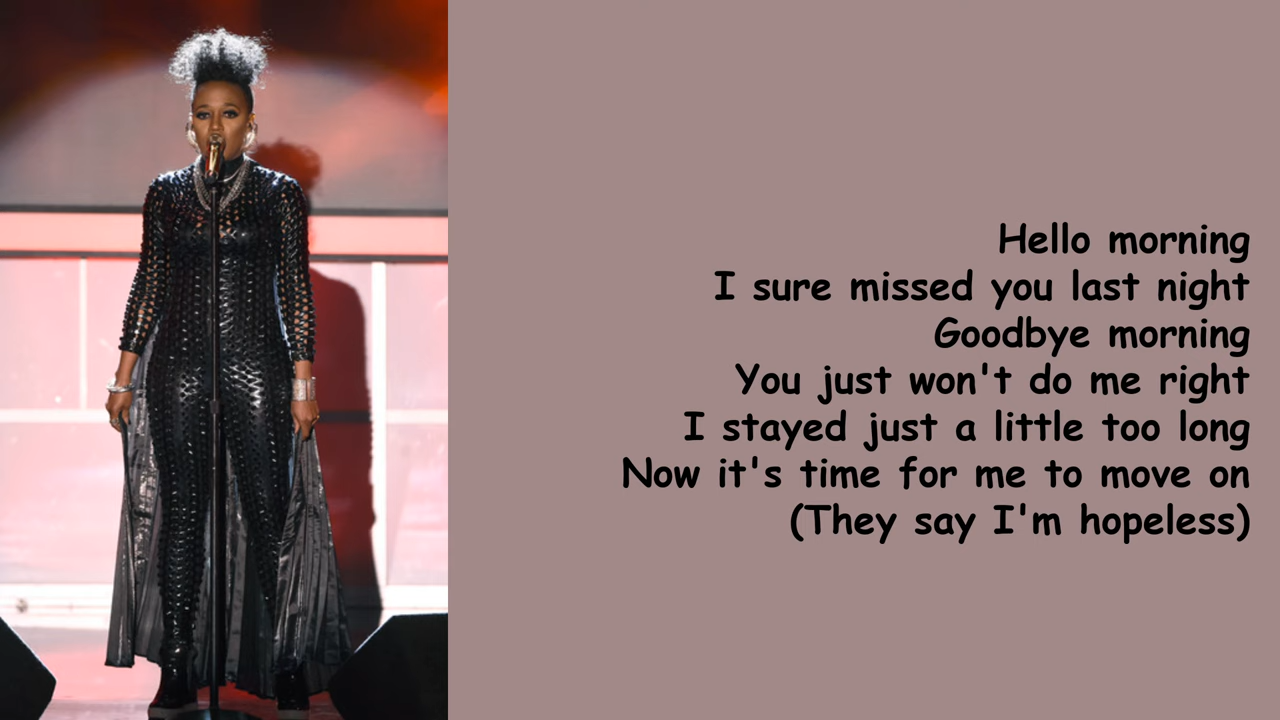 Hello morning
I sure missed you last night
Goodbye morning
You just won't do me right
I stayed just a little too long
Now it's time for me to move on
(They say I'm hopeless)